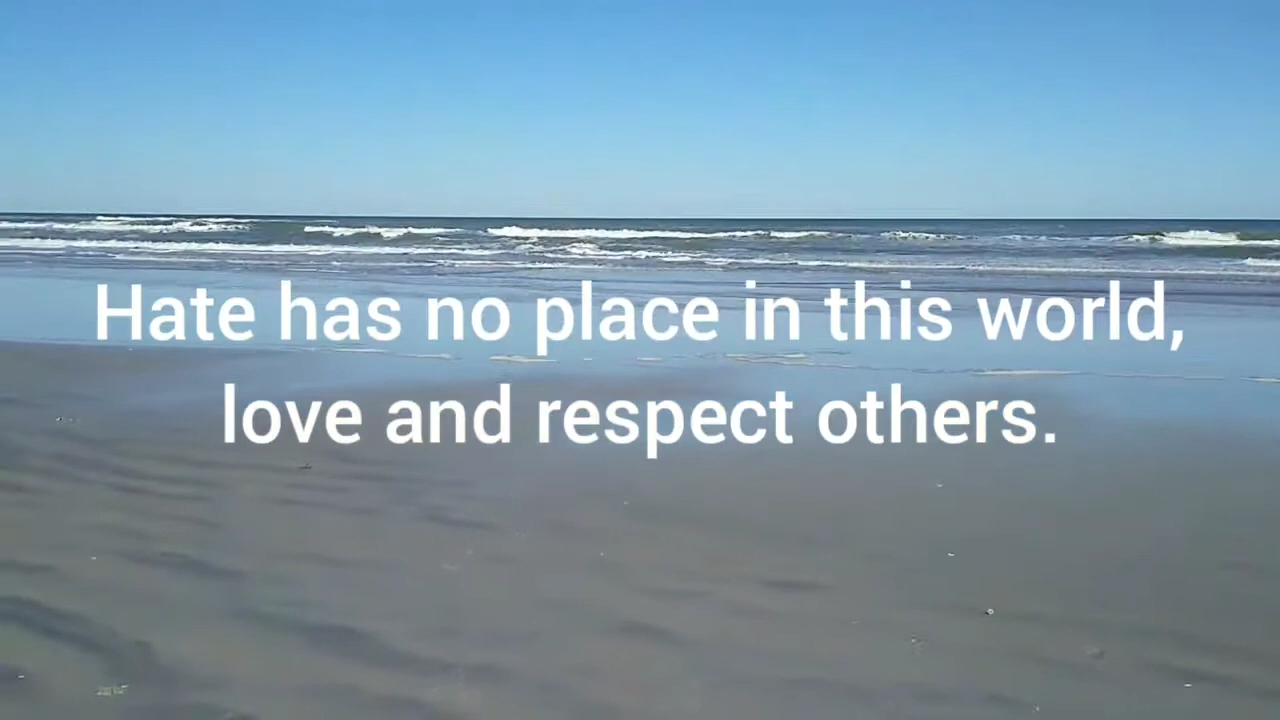 Hate has no place in this world,
love and respect others.